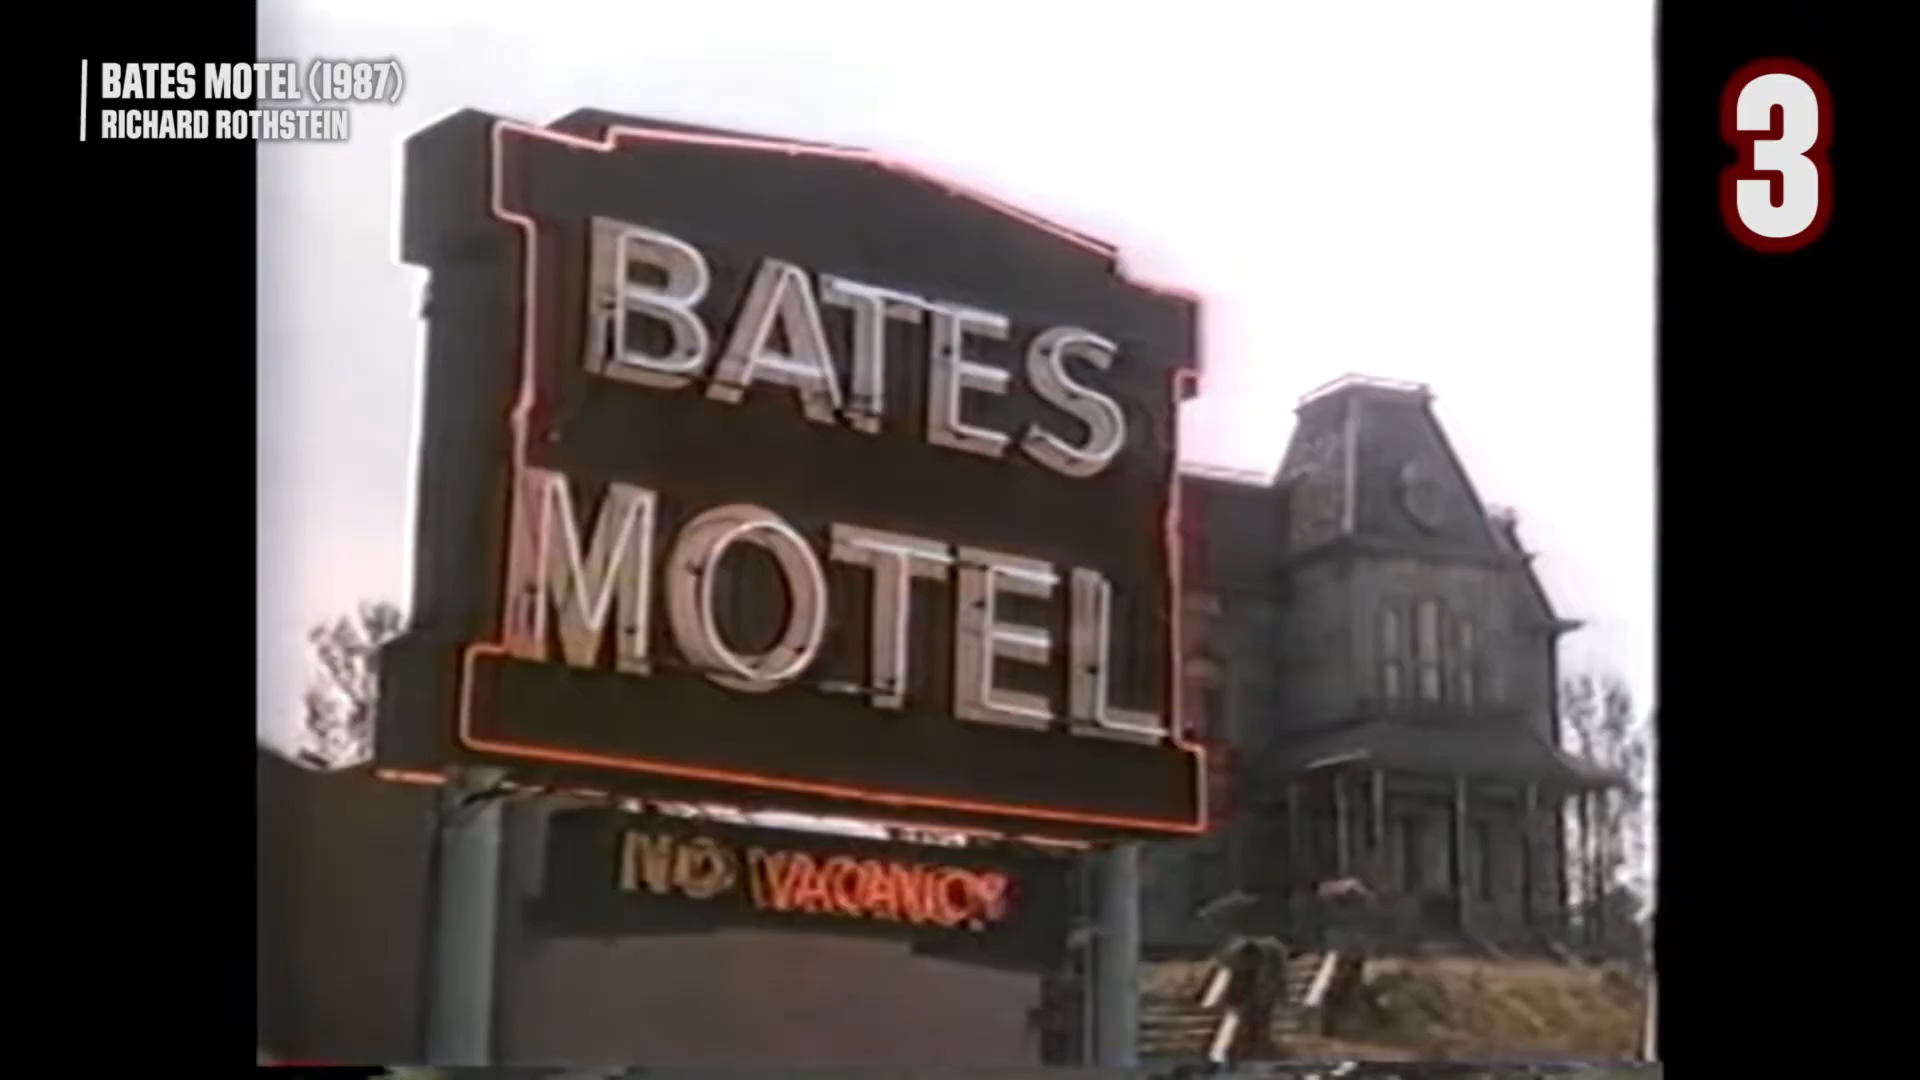 BATES MOTEL (1987)
RICHARD ROTHSTEIN
3
BATES
MOTEL
NO VACANCY